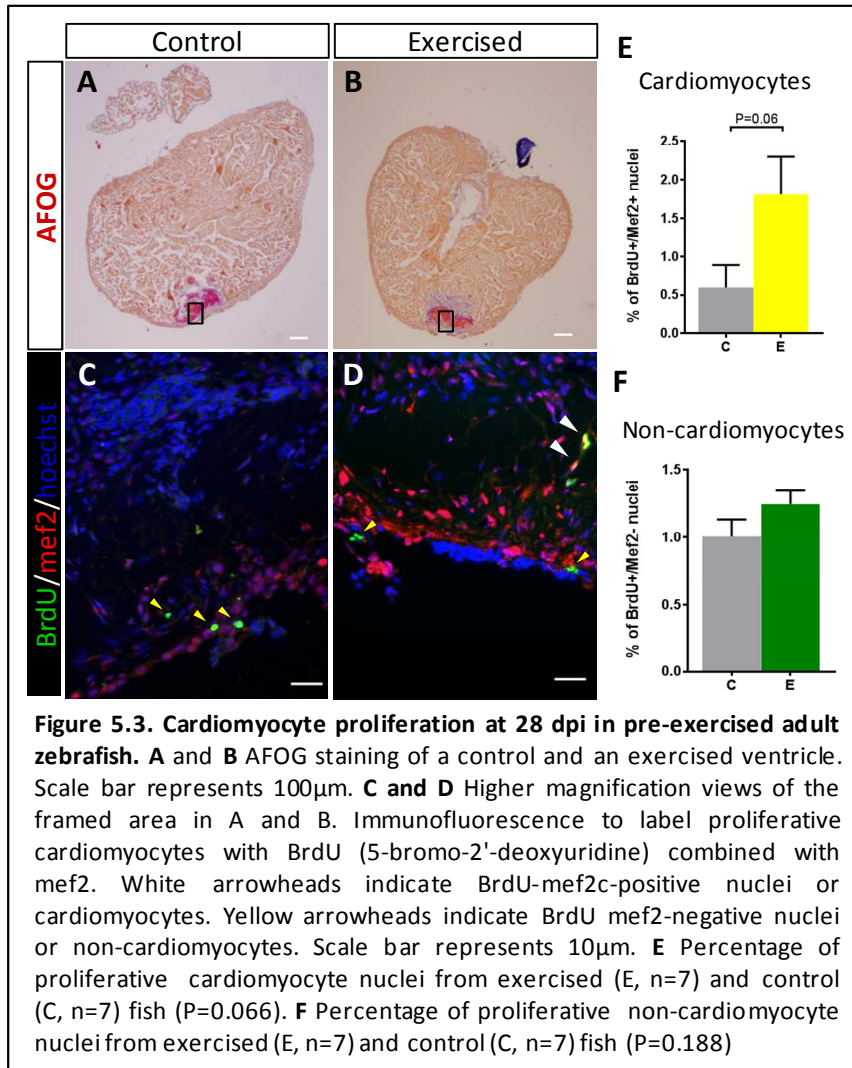 Control
Exercised
AFOG
A
B
BrdU/mef2/hoechst
C
D
E
Cardiomyocytes
P=0.06
% of BrdU+/Mef2+ nuclei
2.5
2.0
1.5
1.0
0.5
0.0
C
E
F
Non-cardiomyocytes
% of BrdU+/Mef2- nuclei
1.5
1.0
0.5
0.0
C
E
Figure 5.3. Cardiomyocyte proliferation at 28 dpi in pre-exercised adult
zebrafish. A and B AFOG staining of a control and an exercised ventricle.
Scale bar represents 100µm. C and D Higher magnification views of the
framed area in A and B. Immunofluorescence to label proliferative
cardiomyocytes with BrdU (5-bromo-2'-deoxyuridine) combined with
mef2. White arrowheads indicate BrdU-mef2c-positive nuclei or
cardiomyocytes. Yellow arrowheads indicate BrdU mef2-negative nuclei
or non-cardiomyocytes. Scale bar represents 10µm. E Percentage of
proliferative cardiomyocyte nuclei from exercised (E, n=7) and control
(C, n=7) fish (P=0.066). F Percentage of proliferative non-cardiomyocyte
nuclei from exercised (E, n=7) and control (C, n=7) fish (P=0.188)